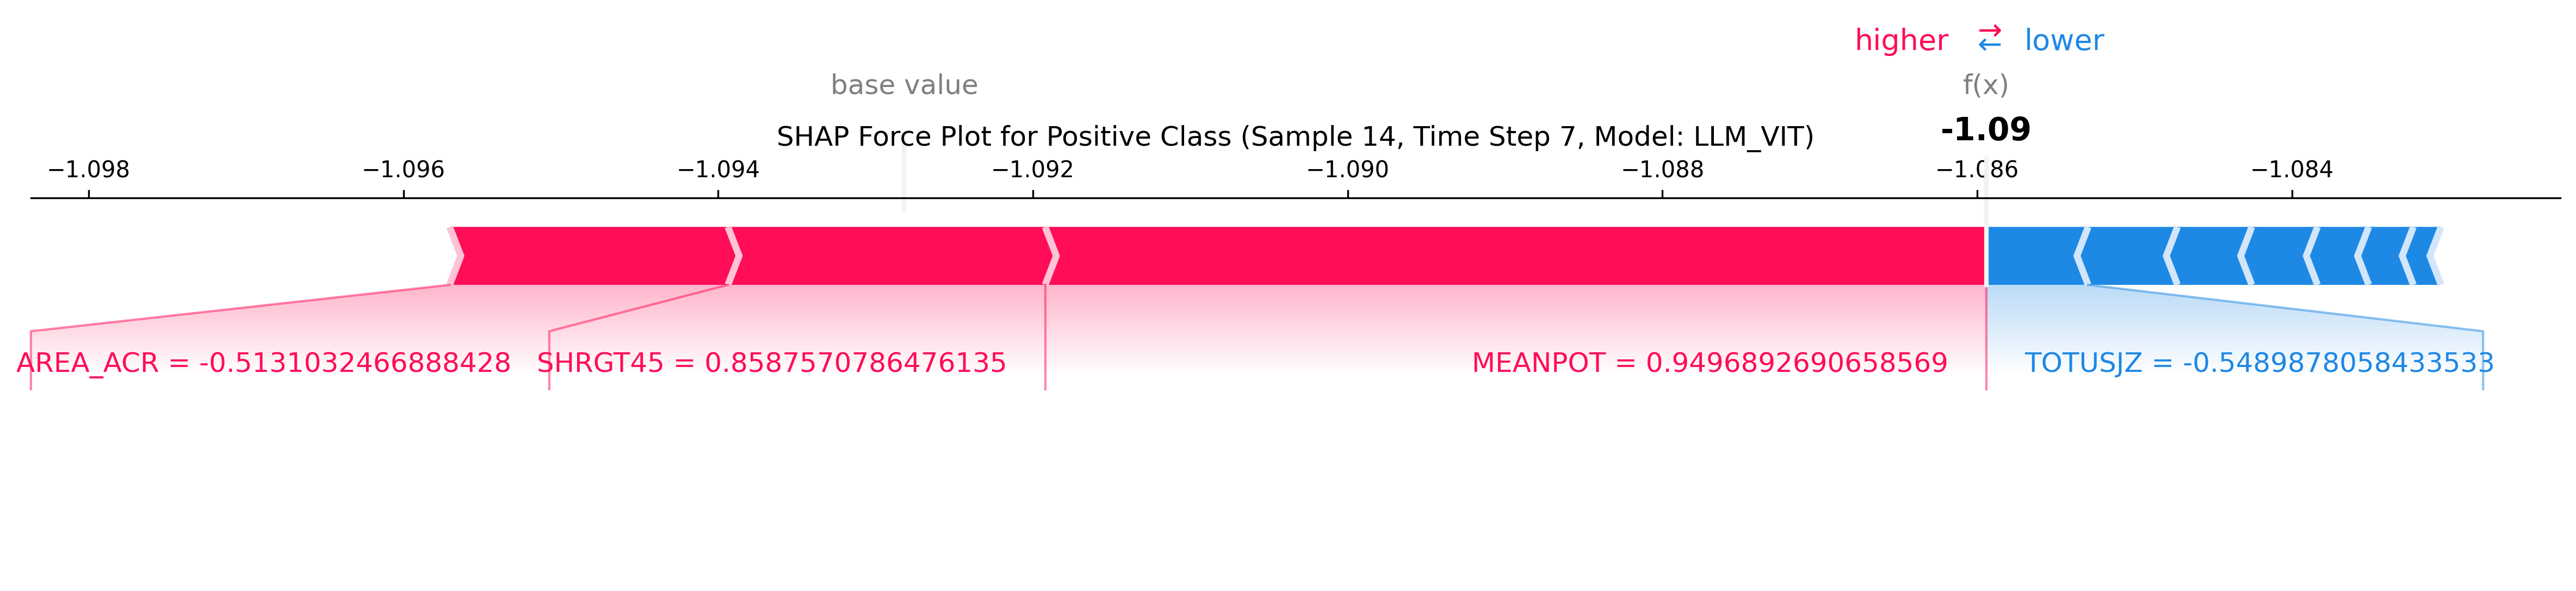 higher ⇄ lower
base value f(x)
SHAP Force Plot for Positive Class (Sample 14, Time Step 7, Model: LLM_VIT) -1.09
−1.098 −1.096 −1.094 −1.092 −1.090 −1.088 −1.086 −1.084
AREA_ACR = -0.5131032466888428 SHRGT45 = 0.8587570786476135 MEANPOT = 0.9496892690658569 TOTUSJZ = -0.5489878058433533